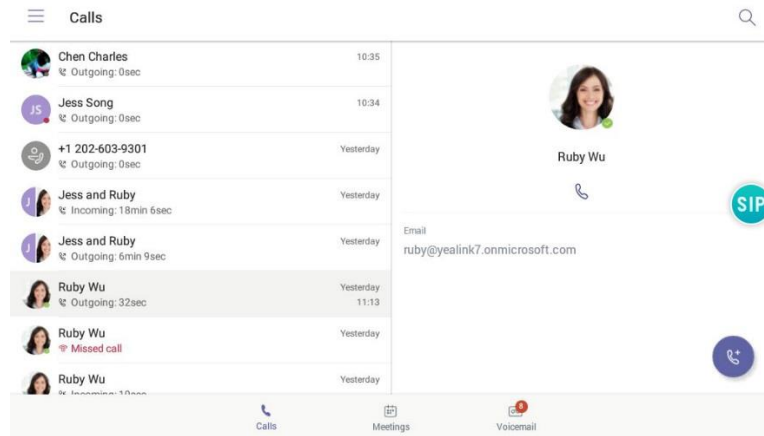 Calls
Chen Charles
10:35
Outgoing: 0sec
JS
Jess Song
10:34
Outgoing: 0sec
+1 202-603-9301
Yesterday
Outgoing: 0sec
J
Jess and Ruby
Yesterday
Incoming: 18min 6sec
J
Jess and Ruby
Yesterday
Outgoing: 6min 9sec
Ruby Wu
Yesterday
Outgoing: 32sec
11:13
Ruby Wu
Yesterday
Missed call
Ruby Wu
Yesterday
Ruby Wu
SIP
Email
ruby@yealink7.onmicrosoft.com
Calls
Meetings
8
Voicemail